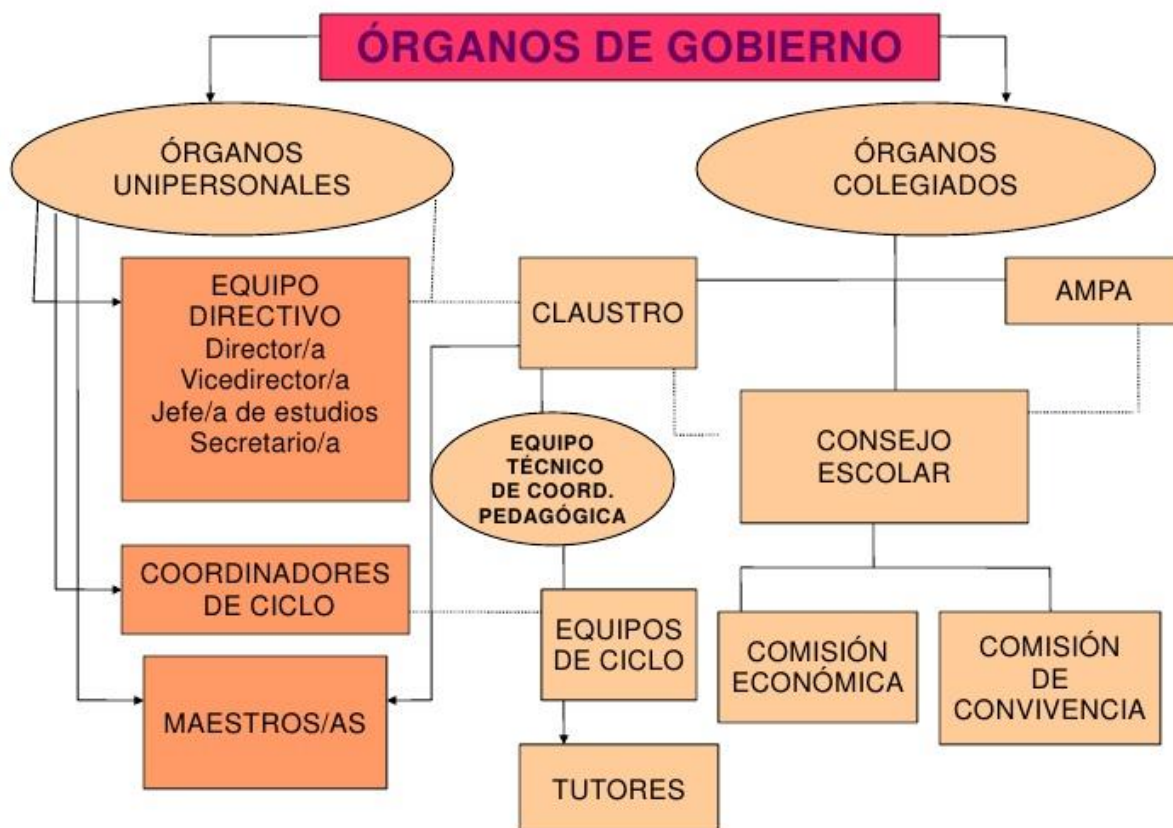 ÓRGANOS DE GOBIERNO
ÓRGANOS
UNIPERSONALES
ÓRGANOS
COLEGIADOS
EQUIPO
DIRECTIVO
Director/a
Vicedirector/a
Jefe/a de estudios
Secretario/a
CLAUSTRO
AMPA
EQUIPO
TÉCNICO
DE COORD.
PEDAGÓGICA
CONSEJO
ESCOLAR
COORDINADORES
DE CICLO
EQUIPOS
DE CICLO
COMISIÓN
ECONÓMICA
COMISIÓN
DE
CONVIVENCIA
MAESTROS/AS
TUTORES